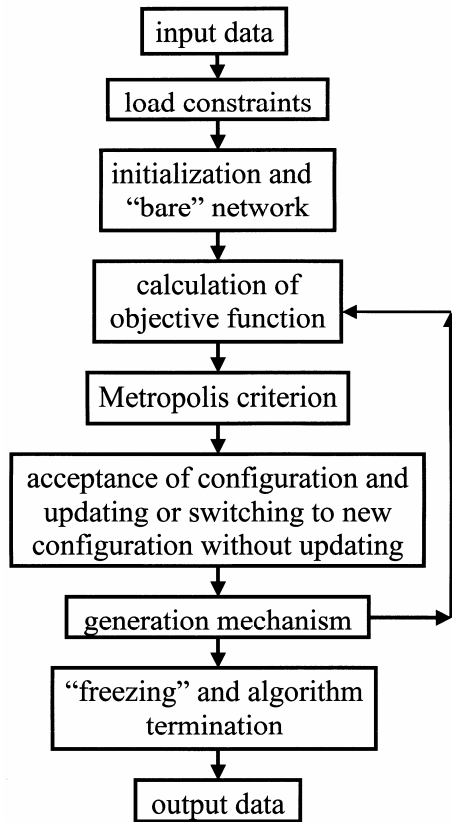 input data
load constraints
initialization and
“bare” network
calculation of
objective function
Metropolis criterion
acceptance of configuration and
updating or switching to new
configuration without updating
generation mechanism
“freezing” and algorithm
termination
output data